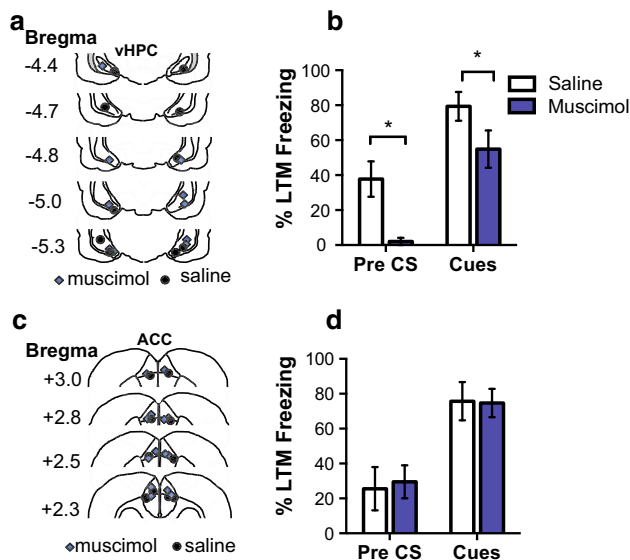 a
Bregma
vHPC
-4.4
-4.7
-4.8
-5.0
-5.3
muscimol saline
b
% LTM Freezing
100
80
60
40
20
0
*
*
Saline
Muscimol
Pre CS Cues
c
Bregma
ACC
+3.0
+2.8
+2.5
+2.3
muscimol saline
d
% LTM Freezing
100
80
60
40
20
0
Pre CS Cues